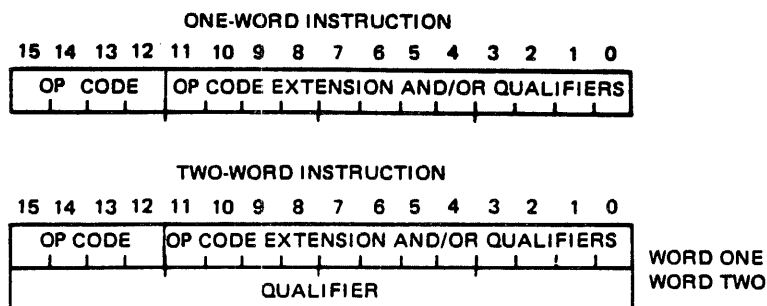 ONE-WORD INSTRUCTION
15 14 13 12 11 10 9 8 7 6 5 4 3 2 1 0
OP CODE OP CODE EXTENSION AND/OR QUALIFIERS
TWO-WORD INSTRUCTION
15 14 13 12 11 10 9 8 7 6 5 4 3 2 1 0
OP CODE OP CODE EXTENSION AND/OR QUALIFIERS WORD ONE
QUALIFIER WORD TWO